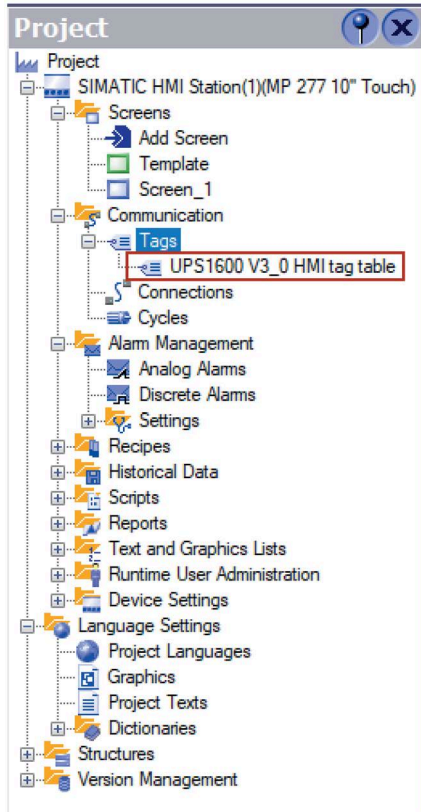 Project
Project
SIMATIC HMI Station(1)(MP 277 10" Touch)
Screens
Add Screen
Template
Screen_1
Communication
Tags
UPS1600 V3_0 HMI tag table
Connections
Cycles
Alarm Management
Analog Alarms
Discrete Alarms
Settings
Recipes
Historical Data
Scripts
Reports
Text and Graphics Lists
Runtime User Administration
Device Settings
Language Settings
Project Languages
Graphics
Project Texts
Dictionaries
Structures
Version Management